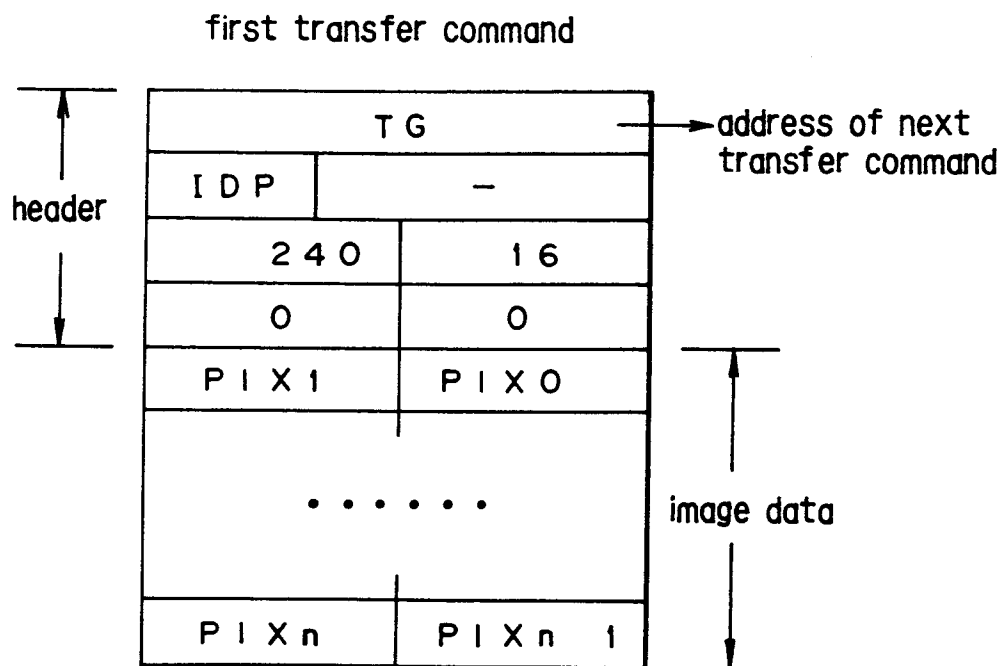 first transfer command
TG
address of next
transfer command
IDP -
header
240 16
0 0
PIX1 PIX0
......
image data
PIXn PIXn 1